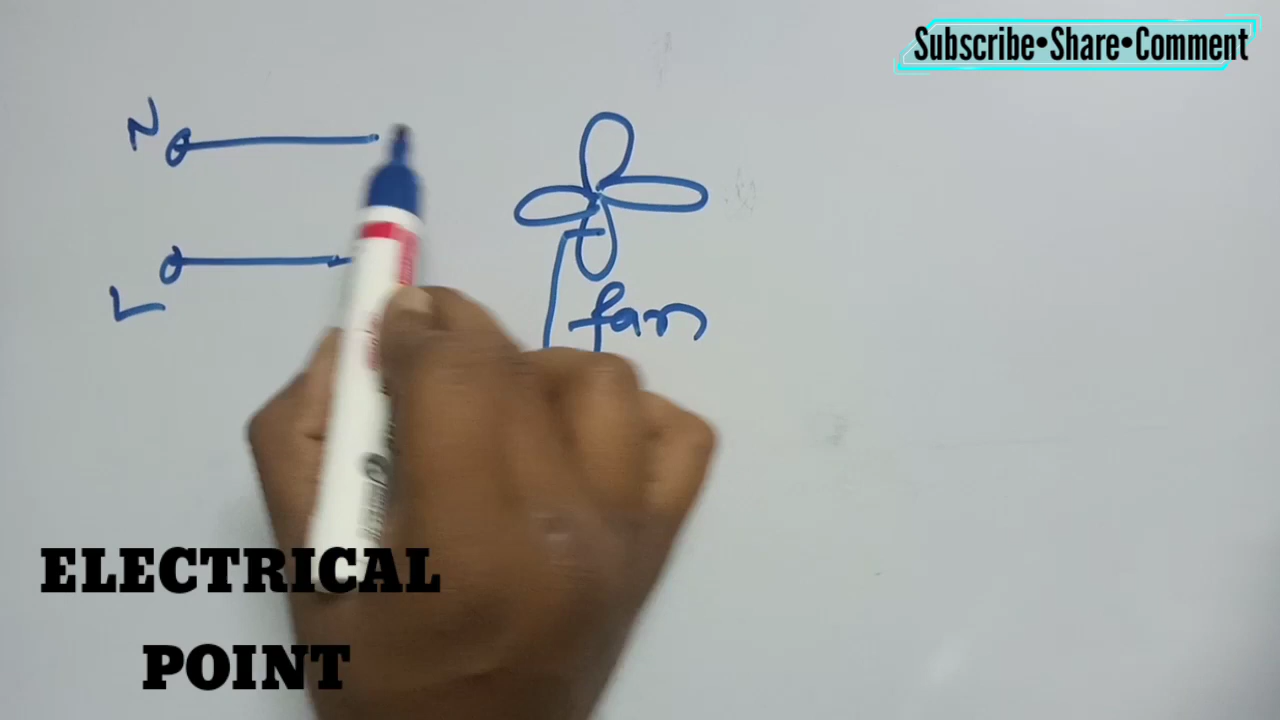 Subscribe•Share•Comment
N
L
fan
ELECTRICAL
POINT